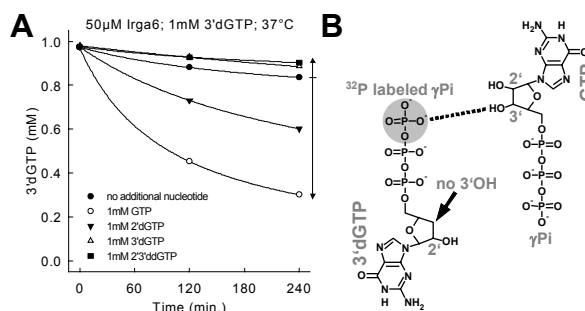 A
50µM Irga6; 1mM 3'dGTP; 37°C
3'dGTP (mM)
1.0
0.8
0.6
0.4
0.2
0.0
no additional nucleotide
1mM GTP
1mM 2'dGTP
1mM 3'dGTP
1mM 2'3'ddGTP
0 60 120 180 240
Time (min.)
B
32P labeled γPi
O-
O=P-O-
O
O=P-O-
O
O=P-O-
O
no 3'OH
O
2'
OH
3'dGTP
N
N
O
N
H
N
NH2
GTP
O
H2N
N
NH
N
N
2'
HO
HO
3'
O
O
-O-P=O
O
-O-P=O
O
-O-P=O
O-
γPi